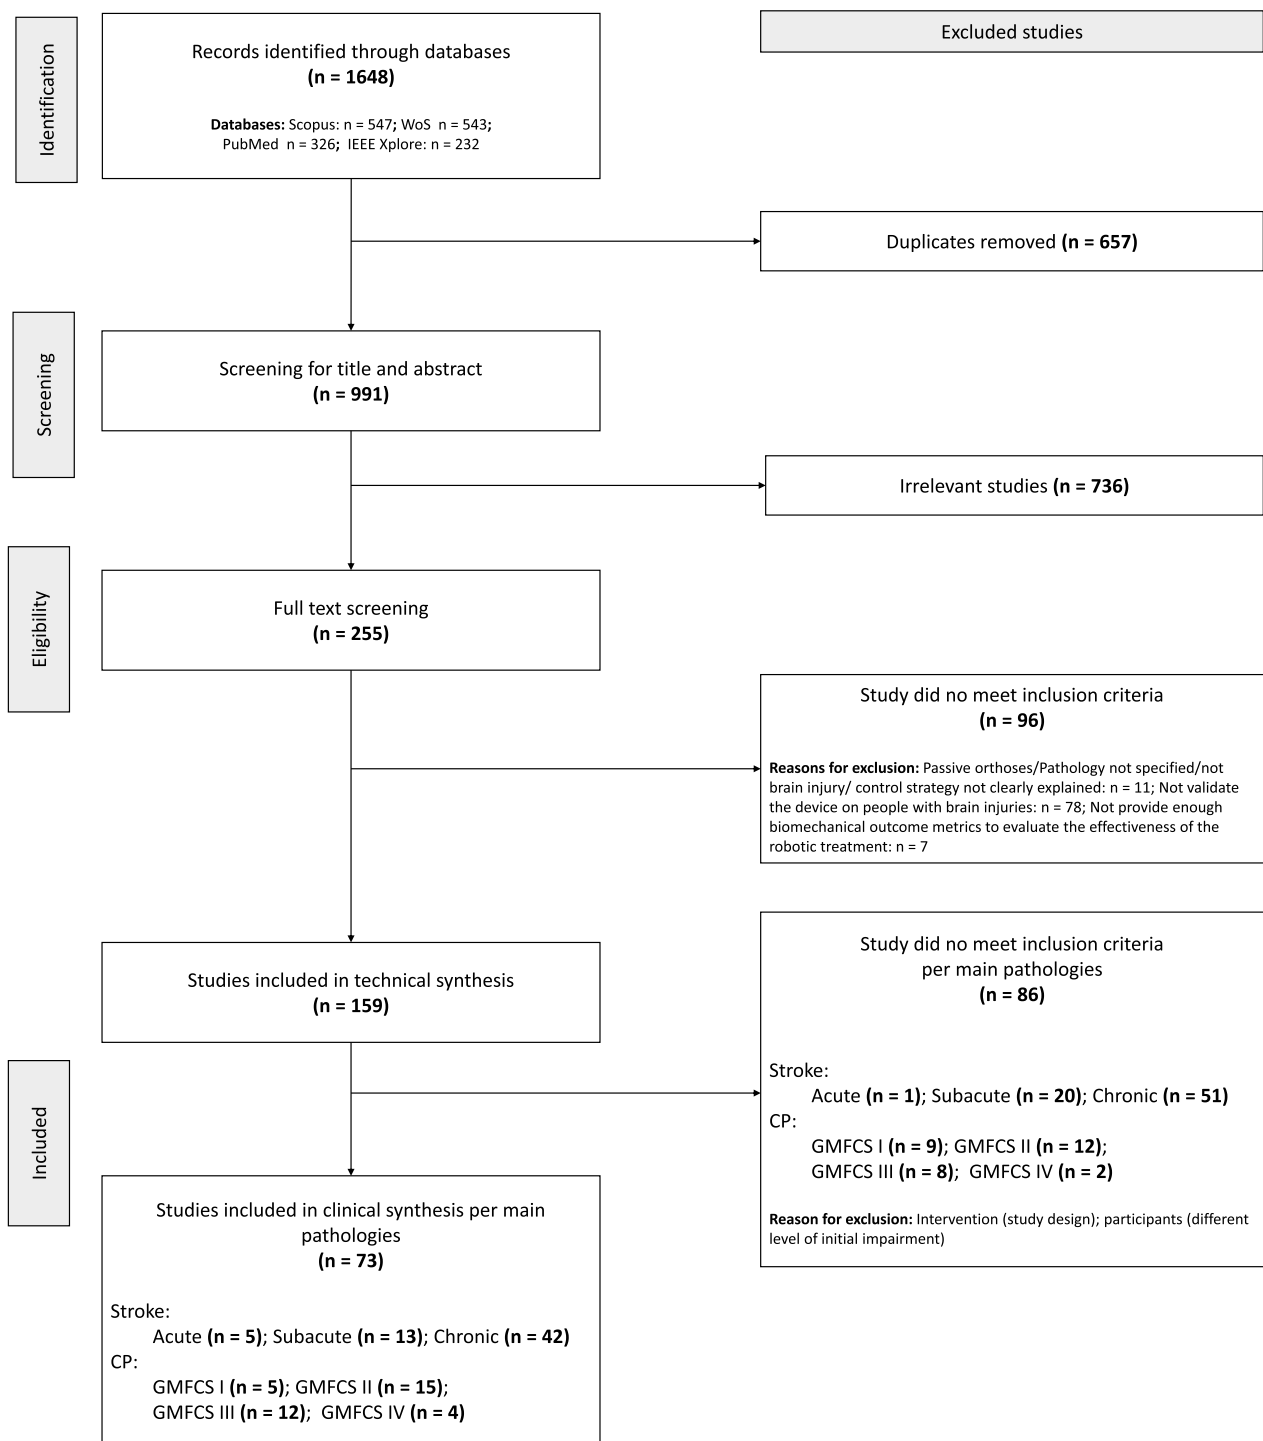 Identification
Records identified through databases
(n = 1648)
Databases: Scopus: n = 547; WoS n = 543;
PubMed n = 326; IEEE Xplore: n = 232
Excluded studies
Duplicates removed (n = 657)
Screening
Screening for title and abstract
(n = 991)
Irrelevant studies (n = 736)
Eligibility
Full text screening
(n = 255)
Study did no meet inclusion criteria
(n = 96)
Reasons for exclusion: Passive orthoses/Pathology not specified/not
brain injury/ control strategy not clearly explained: n = 11; Not validate
the device on people with brain injuries: n = 78; Not provide enough
biomechanical outcome metrics to evaluate the effectiveness of the
robotic treatment: n = 7
Studies included in technical synthesis
(n = 159)
Study did no meet inclusion criteria
per main pathologies
(n = 86)
Stroke:
Acute (n = 1); Subacute (n = 20); Chronic (n = 51)
CP:
GMFCS I (n = 9); GMFCS II (n = 12);
GMFCS III (n = 8); GMFCS IV (n = 2)
Reason for exclusion: Intervention (study design); participants (different
level of initial impairment)
Included
Studies included in clinical synthesis per main
pathologies
(n = 73)
Stroke:
Acute (n = 5); Subacute (n = 13); Chronic (n = 42)
CP:
GMFCS I (n = 5); GMFCS II (n = 15);
GMFCS III (n = 12); GMFCS IV (n = 4)